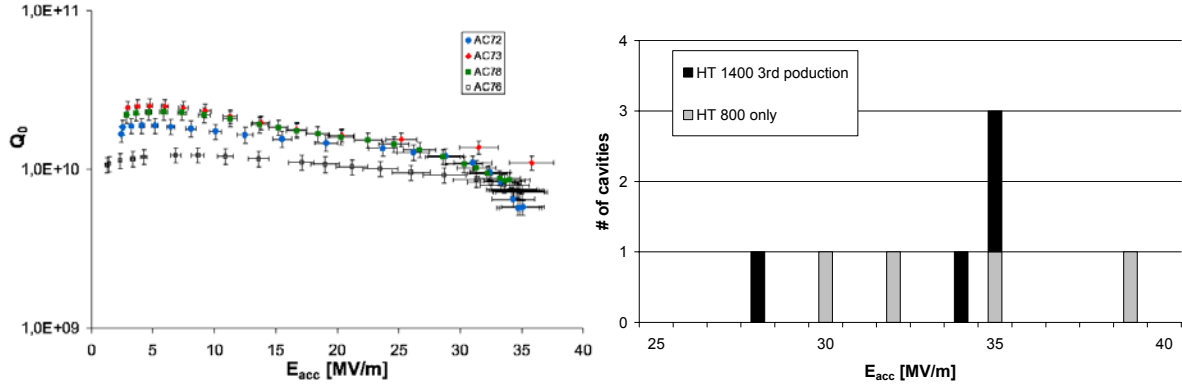 1,0E+11
AC72
AC73
AC78
AC76
Q0
1,0E+10
1,0E+09
0 5 10 15 20 25 30 35 40
Eacc [MV/m]
4
HT 1400 3rd poduction
HT 800 only
3
# of cavities
2
1
0
25 30 35 40
Eacc [MV/m]